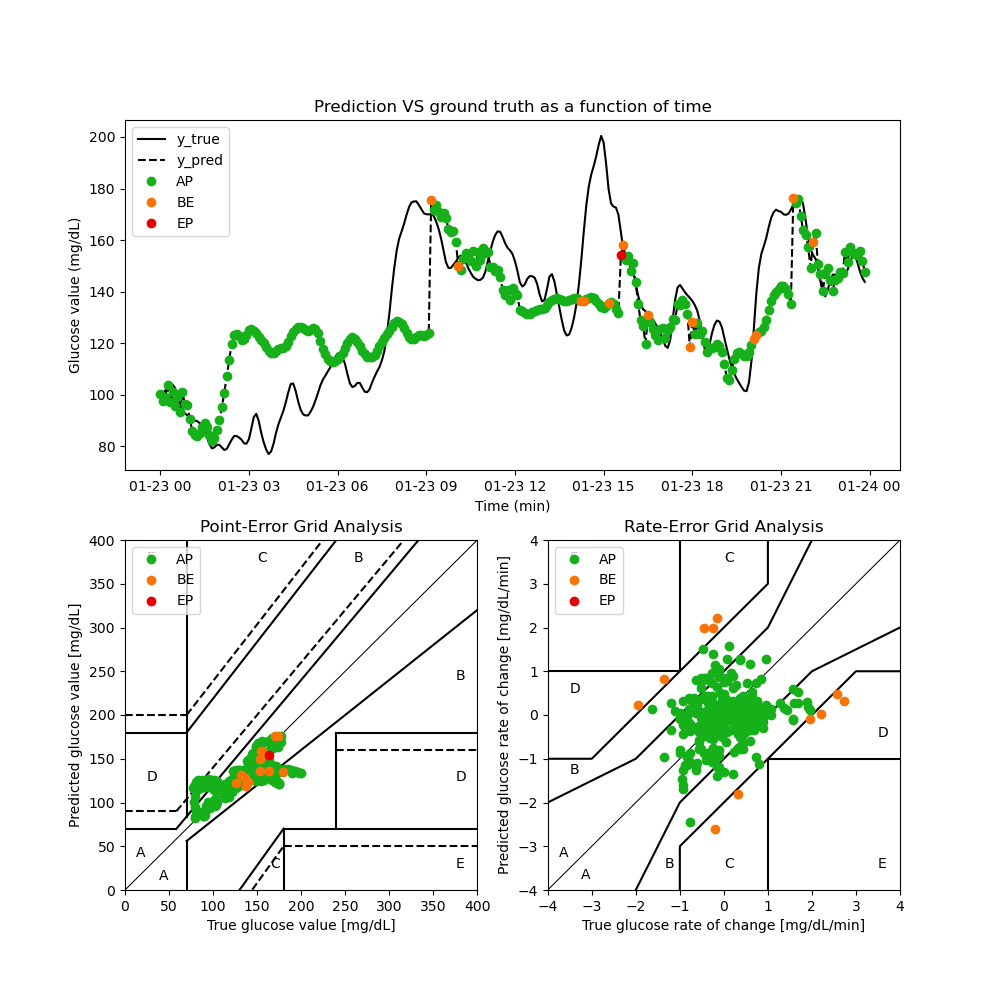 Prediction VS ground truth as a function of time
Glucose value (mg/dL)
200
180
160
140
120
100
80
y_true
y_pred
AP
BE
EP
01-23 00 01-23 03 01-23 06 01-23 09 01-23 12 01-23 15 01-23 18 01-23 21 01-24 00
Time (min)
Point-Error Grid Analysis
Predicted glucose value [mg/dL]
400
350
300
250
200
150
100
50
0
AP
BE
EP
C B
B
D D
A
A C E
0 50 100 150 200 250 300 350 400
True glucose value [mg/dL]
Rate-Error Grid Analysis
Predicted glucose rate of change [mg/dL/min]
4
3
2
1
0
−1
−2
−3
−4
AP
BE
EP
C
D
D
B
A
A B C E
−4 −3 −2 −1 0 1 2 3 4
True glucose rate of change [mg/dL/min]